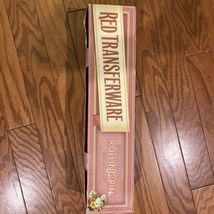 RED TRANSFERWARE
ROLLING PIN